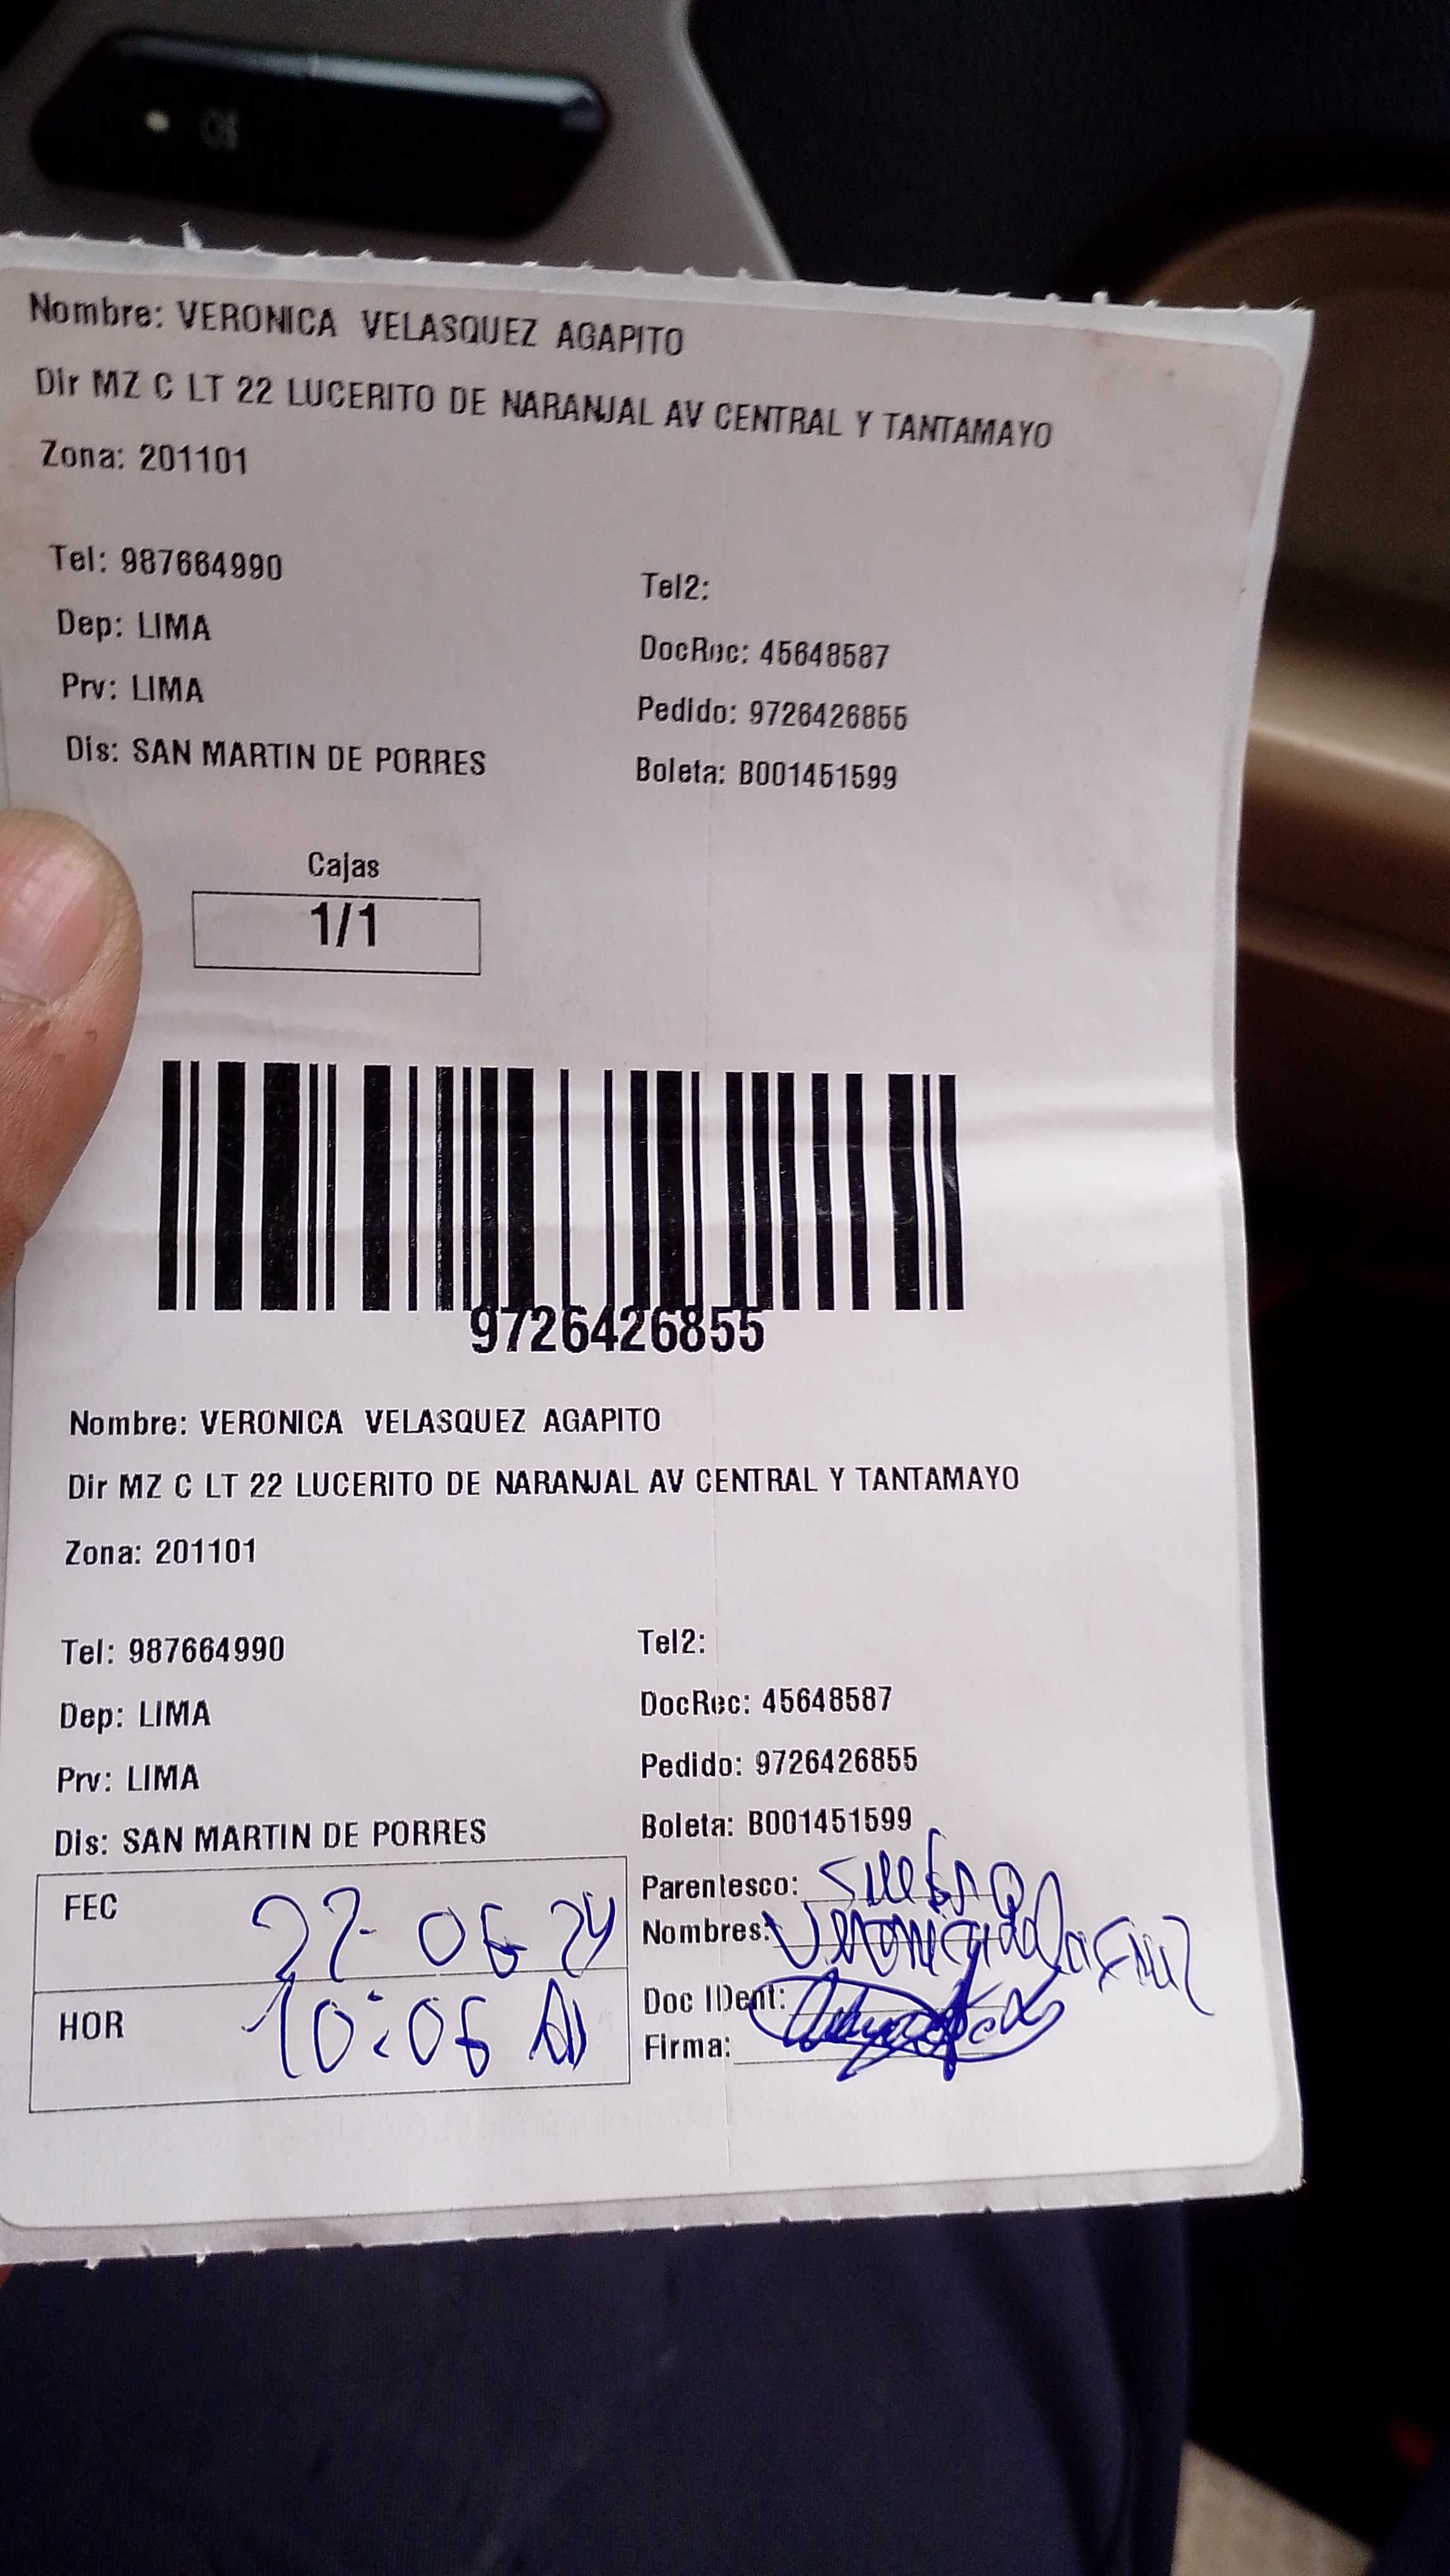 Nombre: VERONICA VELASQUEZ AGAPITO
Dir MZ C LT 22 LUCERITO DE NARANJAL AV CENTRAL Y TANTAMAYO
Zona: 201101
Tel: 987664990
Tel2:
Dep: LIMA
DocRec: 45648587
Prv: LIMA
Pedido: 9726426855
Dis: SAN MARTIN DE PORRES
Boleta: B001451599
Cajas
1/1
9726426855
Nombre: VERONICA VELASQUEZ AGAPITO
Dir MZ C LT 22 LUCERITO DE NARANJAL AV CENTRAL Y TANTAMAYO
Zona: 201101
Tel: 987664990
Tel2:
Dep: LIMA
DocRec: 45648587
Prv: LIMA
Pedido: 9726426855
Dis: SAN MARTIN DE PORRES
Boleta: B001451599
FEC 27-06 24
HOR 10:06 A
Parentesco: suegra
Nombres: Veronica
Doc IDent:
Firma: